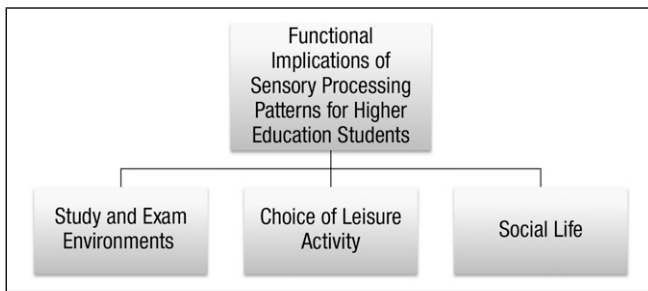 Functional
Implications of
Sensory Processing
Patterns for Higher
Education Students
Study and Exam
Environments
Choice of Leisure
Activity
Social Life